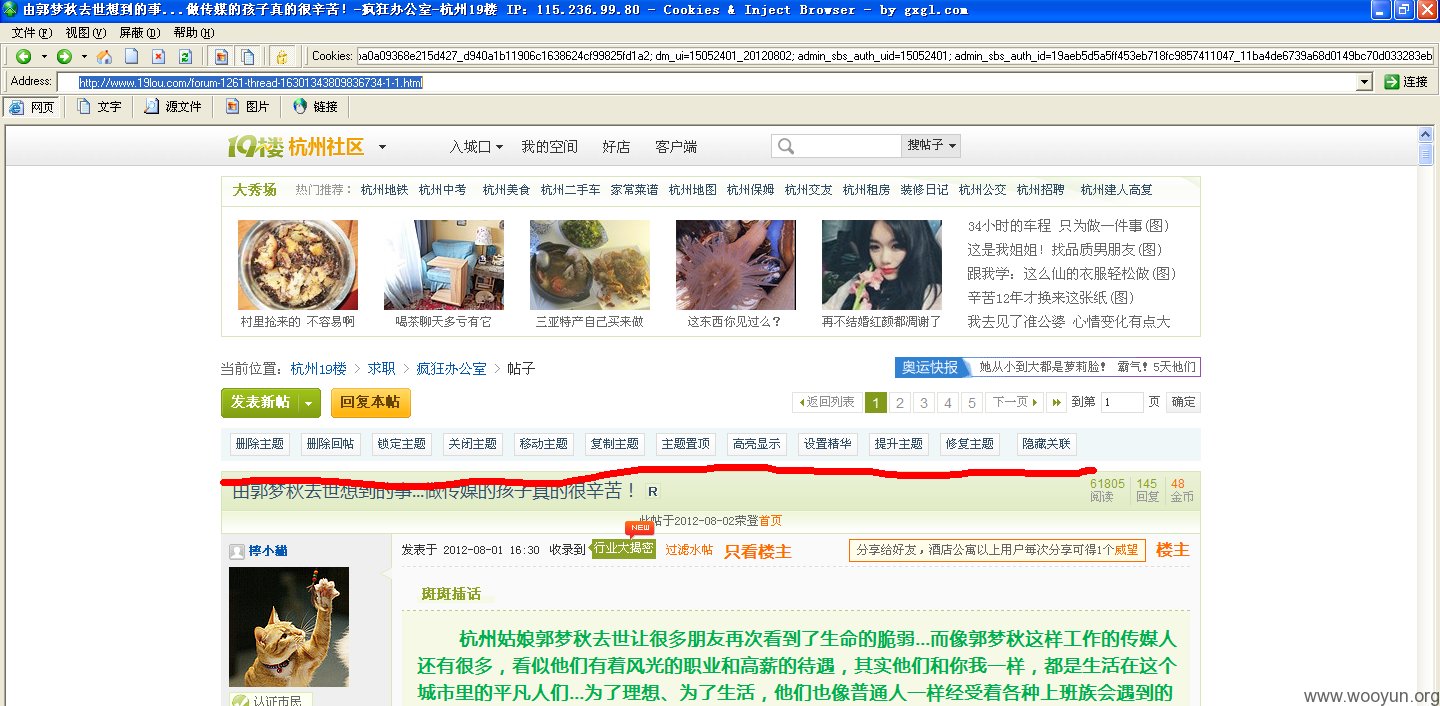 由郭梦秋去世想到的事...做传媒的孩子真的很辛苦！-疯狂办公室-杭州19楼 IP: 115.236.99.80 - Cookies & Inject Browser - by gxgl.com
文件(F) 视图(V) 屏蔽(D) 帮助(H)
Cookies: ba0a09368e215d427_d940a1b11906c1638624cf99825fd1a2; dm_ui=15052401_20120802; admin_sbs_auth_uid=15052401; admin_sbs_auth_id=19aeb5d5a5ff453eb718fc9857411047_11ba4de6739a68d0149bc70d033283eb
Address: http://www.19lou.com/forum-1261-thread-16301343809836734-1-1.html 连接
网页 文字 源文件 图片 链接
19楼 杭州社区 入城口 我的空间 好店 客户端 搜帖子
大秀场 热门推荐： 杭州地铁 杭州中考 杭州美食 杭州二手车 家常菜谱 杭州地图 杭州保姆 杭州交友 杭州租房 装修日记 杭州公交 杭州招聘 杭州建人高复
34小时的车程 只为做一件事(图)
这是我姐姐！找品质男朋友(图)
跟我学：这么仙的衣服轻松做(图)
辛苦12年才换来这张纸(图)
我去见了准公婆 心情变化有点大
村里抢来的 不容易啊 喝茶聊天多亏有它 三亚特产自己买来做 这东西你见过么？ 再不结婚红颜都凋谢了
当前位置： 杭州19楼 > 求职 > 疯狂办公室 > 帖子 奥运快报 她从小到大都是萝莉脸！ 霸气！5天他们
发表新帖 回复本帖 返回列表 1 2 3 4 5 下一页 到第 1 页 确定
删除主题 删除回帖 锁定主题 关闭主题 移动主题 复制主题 主题置顶 高亮显示 设置精华 提升主题 修复主题 隐藏关联
由郭梦秋去世想到的事...做传媒的孩子真的很辛苦！ R 61805 145 48
阅读 回复 金币
此帖于2012-08-02荣登首页
NEW
樗小貓 发表于 2012-08-01 16:30 收录到 行业大揭密 过滤水帖 只看楼主 分享给好友，酒店公寓以上用户每次分享可得1个威望 楼主
斑斑插话
杭州姑娘郭梦秋去世让很多朋友再次看到了生命的脆弱...而像郭梦秋这样工作的传媒人
还有很多，看似他们有着风光的职业和高薪的待遇，其实他们和你我一样，都是生活在这个
城市里的平凡人们...为了理想、为了生活，他们也像普通人一样经受着各种上班族会遇到的
认证市民
www.wooyun.org